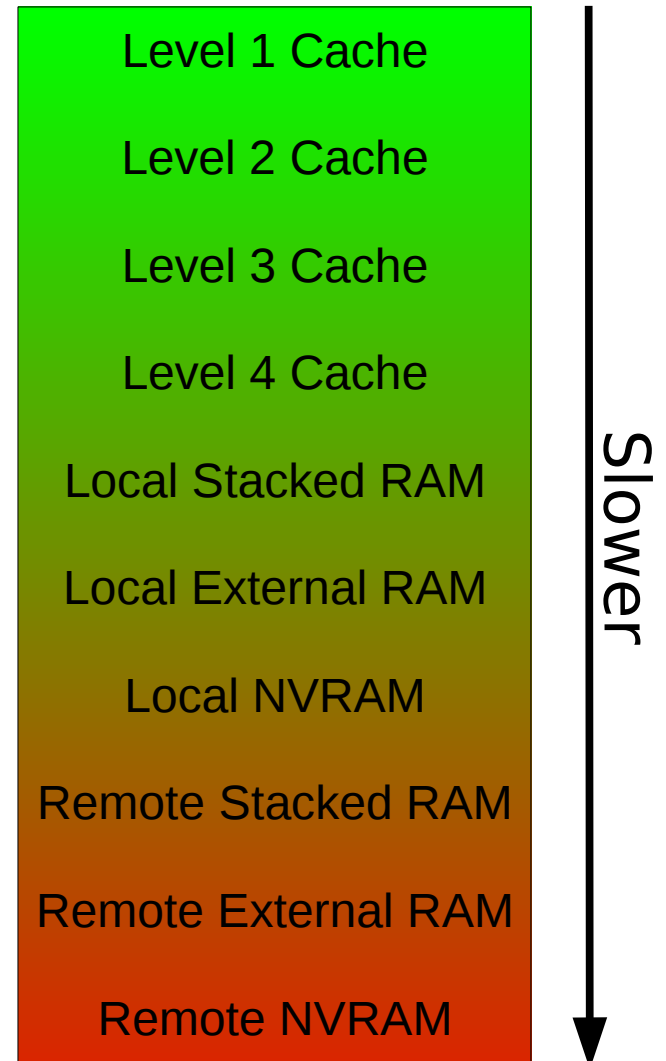 Level 1 Cache
Level 2 Cache
Level 3 Cache
Level 4 Cache
Local Stacked RAM
Local External RAM
Local NVRAM
Remote Stacked RAM
Remote External RAM
Remote NVRAM
Slower